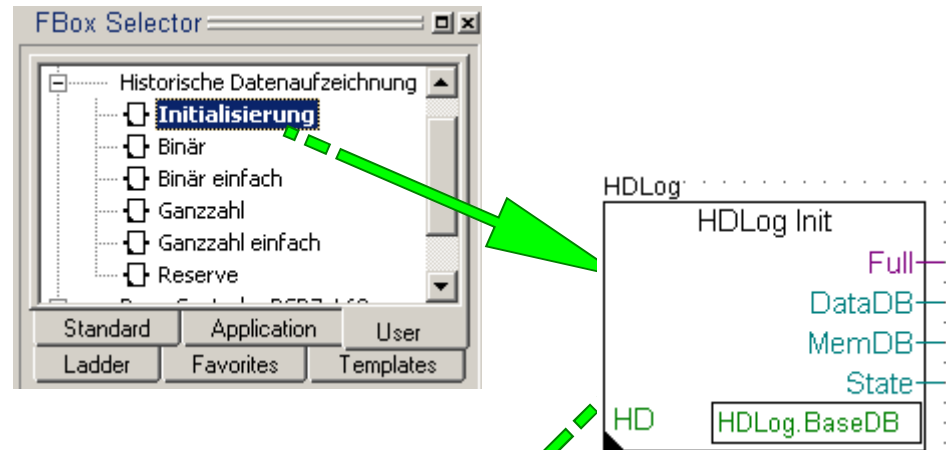 FBox Selector
Historische Datenaufzeichnung
Initialisierung
Binär
Binär einfach
Ganzzahl
Ganzzahl einfach
Reserve
Standard Application User
Ladder Favorites Templates
HDLog
HDLog Init
Full
DataDB
MemDB
State
HD HDLog.BaseDB